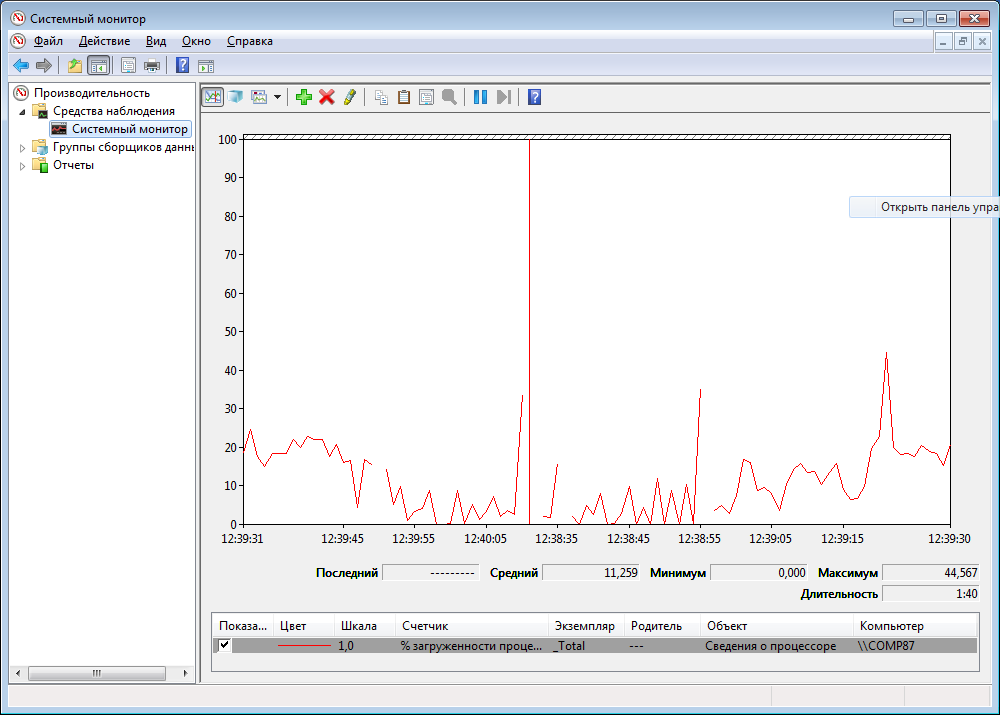 Системный монитор
Файл Действие Вид Окно Справка
Производительность
Средства наблюдения
Системный монитор
Группы сборщиков данн
Отчеты
100
90
80
70
60
50
40
30
20
10
0
Открыть панель упра
12:39:31 12:39:45 12:39:55 12:40:05 12:38:35 12:38:45 12:38:55 12:39:05 12:39:15 12:39:30
Последний --------- Средний 11,259 Минимум 0,000 Максимум 44,567
Длительность 1:40
Показа... Цвет Шкала Счетчик Экземпляр Родитель Объект Компьютер
1,0 % загруженности проце... _Total --- Сведения о процессоре \\COMP87